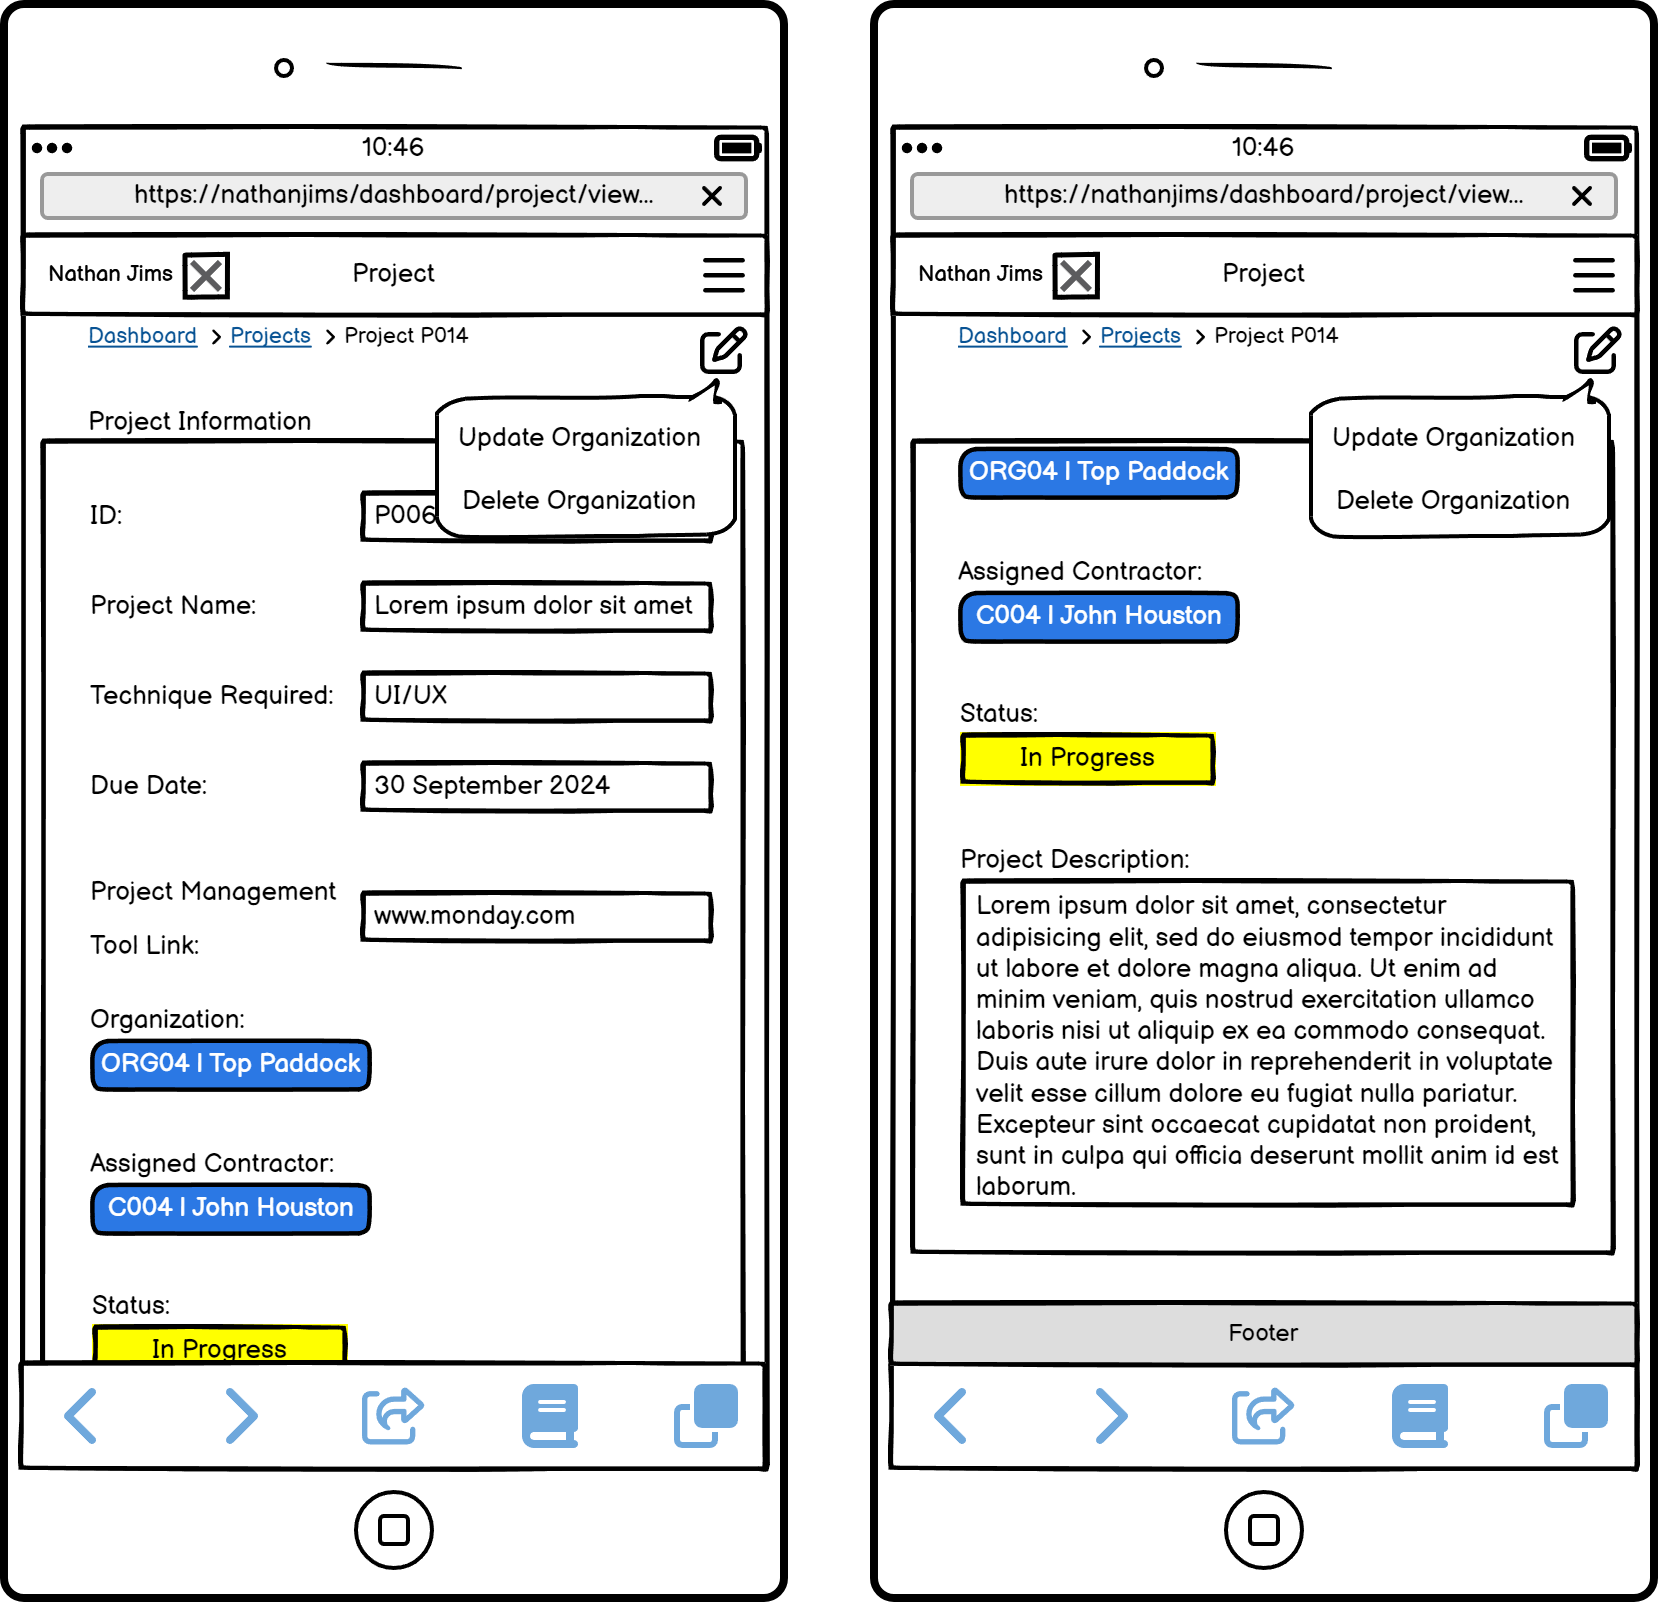 10:46
https://nathanjims/dashboard/project/view...
Nathan Jims
Project
Dashboard
Projects
Project P014
Project Information
Update Organization
Delete Organization
ID:
P006
Project Name:
Lorem ipsum dolor sit amet
Technique Required:
UI/UX
Due Date:
30 September 2024
Project Management
Tool Link:
www.monday.com
Organization:
ORG04 | Top Paddock
Assigned Contractor:
C004 | John Houston
Status:
In Progress
10:46
https://nathanjims/dashboard/project/view...
Nathan Jims
Project
Dashboard
Projects
Project P014
Update Organization
Delete Organization
ORG04 | Top Paddock
Assigned Contractor:
C004 | John Houston
Status:
In Progress
Project Description:
Lorem ipsum dolor sit amet, consectetur
adipisicing elit, sed do eiusmod tempor incididunt
ut labore et dolore magna aliqua. Ut enim ad
minim veniam, quis nostrud exercitation ullamco
laboris nisi ut aliquip ex ea commodo consequat.
Duis aute irure dolor in reprehenderit in voluptate
velit esse cillum dolore eu fugiat nulla pariatur.
Excepteur sint occaecat cupidatat non proident,
sunt in culpa qui officia deserunt mollit anim id est
laborum.
Footer